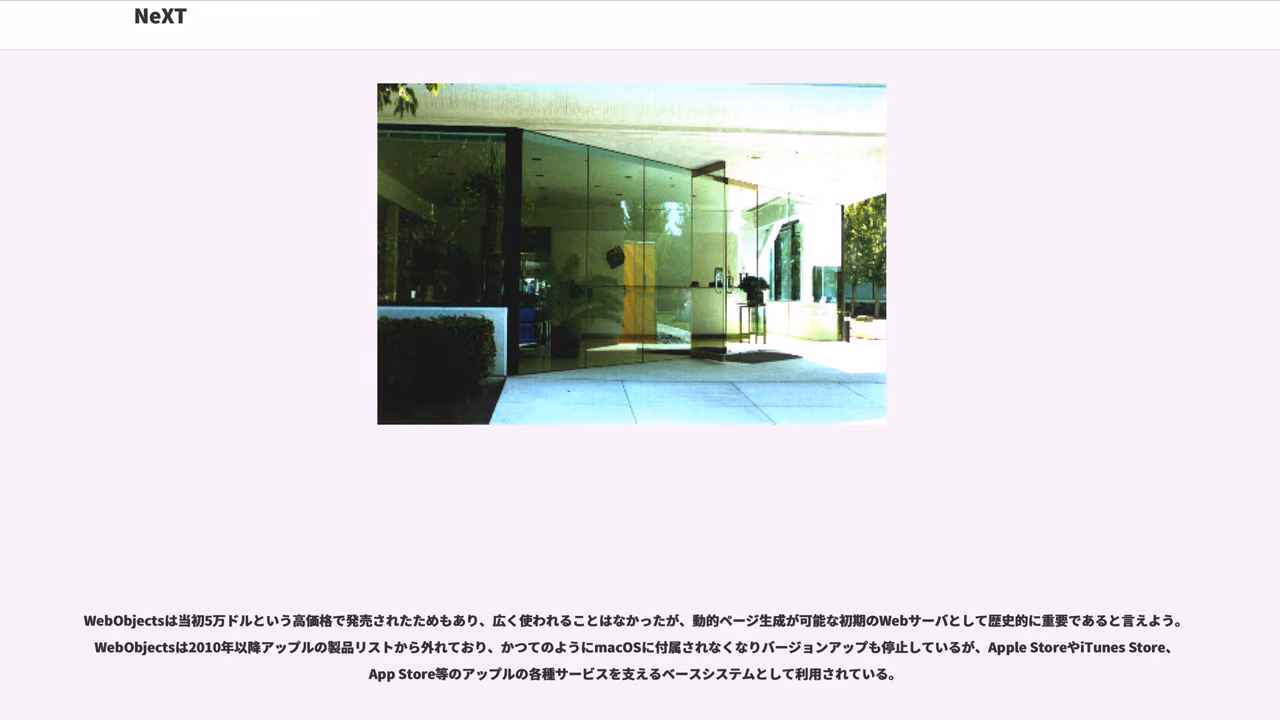 NeXT
WebObjectsは当初5万ドルという高価格で発売されたためもあり、広く使われることはなかったが、動的ページ生成が可能な初期のWebサーバとして歴史的に重要であると言えよう。
WebObjectsは2010年以降アップルの製品リストから外れており、かつてのようにmacOSに付属されなくなりバージョンアップも停止しているが、Apple StoreやiTunes Store、
App Store等のアップルの各種サービスを支えるベースシステムとして利用されている。